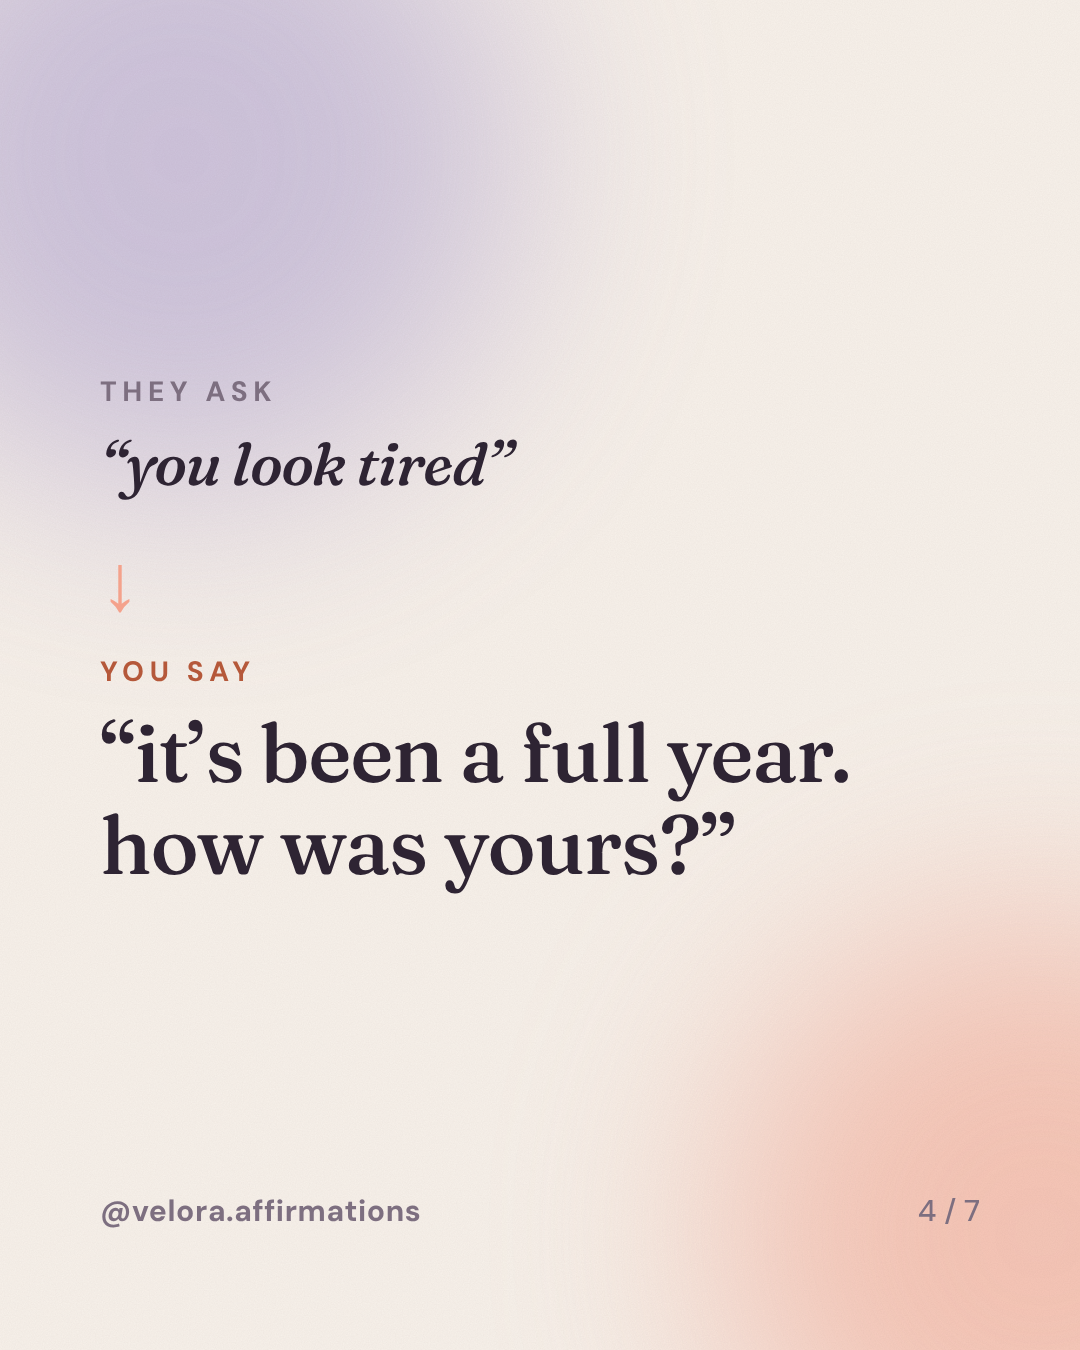 THEY ASK
“you look tired”
↓
YOU SAY
“it’s been a full year.
how was yours?”
@velora.affirmations
4 / 7